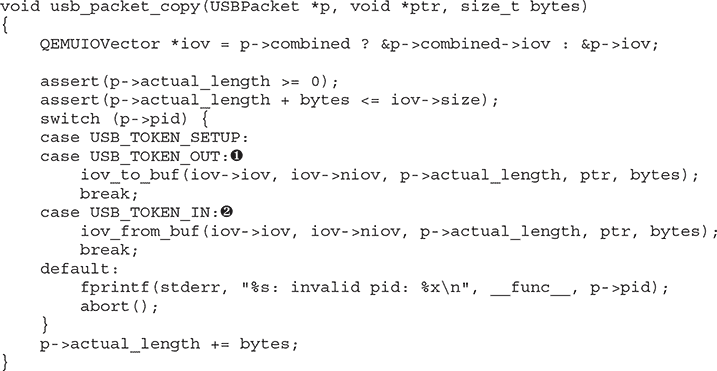 void usb_packet_copy(USBPacket *p, void *ptr, size_t bytes)
{
    QEMUIOVector *iov = p->combined ? &p->combined->iov : &p->iov;

    assert(p->actual_length >= 0);
    assert(p->actual_length + bytes <= iov->size);
    switch (p->pid) {
    case USB_TOKEN_SETUP:
    case USB_TOKEN_OUT:❶
        iov_to_buf(iov->iov, iov->niov, p->actual_length, ptr, bytes);
        break;
    case USB_TOKEN_IN:❷
        iov_from_buf(iov->iov, iov->niov, p->actual_length, ptr, bytes);
        break;
    default:
        fprintf(stderr, "%s: invalid pid: %x\n", __func__, p->pid);
        abort();
    }
    p->actual_length += bytes;
}